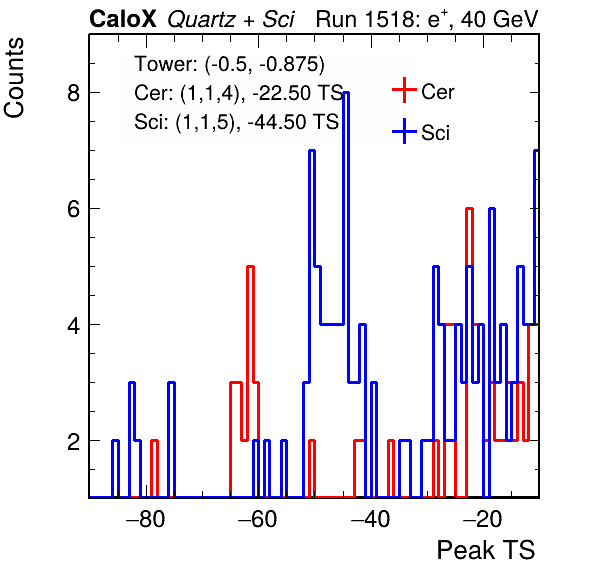 CaloX Quartz + Sci Run 1518: e+, 40 GeV
Counts
Tower: (-0.5, -0.875)
Cer: (1,1,4), -22.50 TS
Sci: (1,1,5), -44.50 TS
Cer
Sci
8
6
4
2
−80 −60 −40 −20
Peak TS